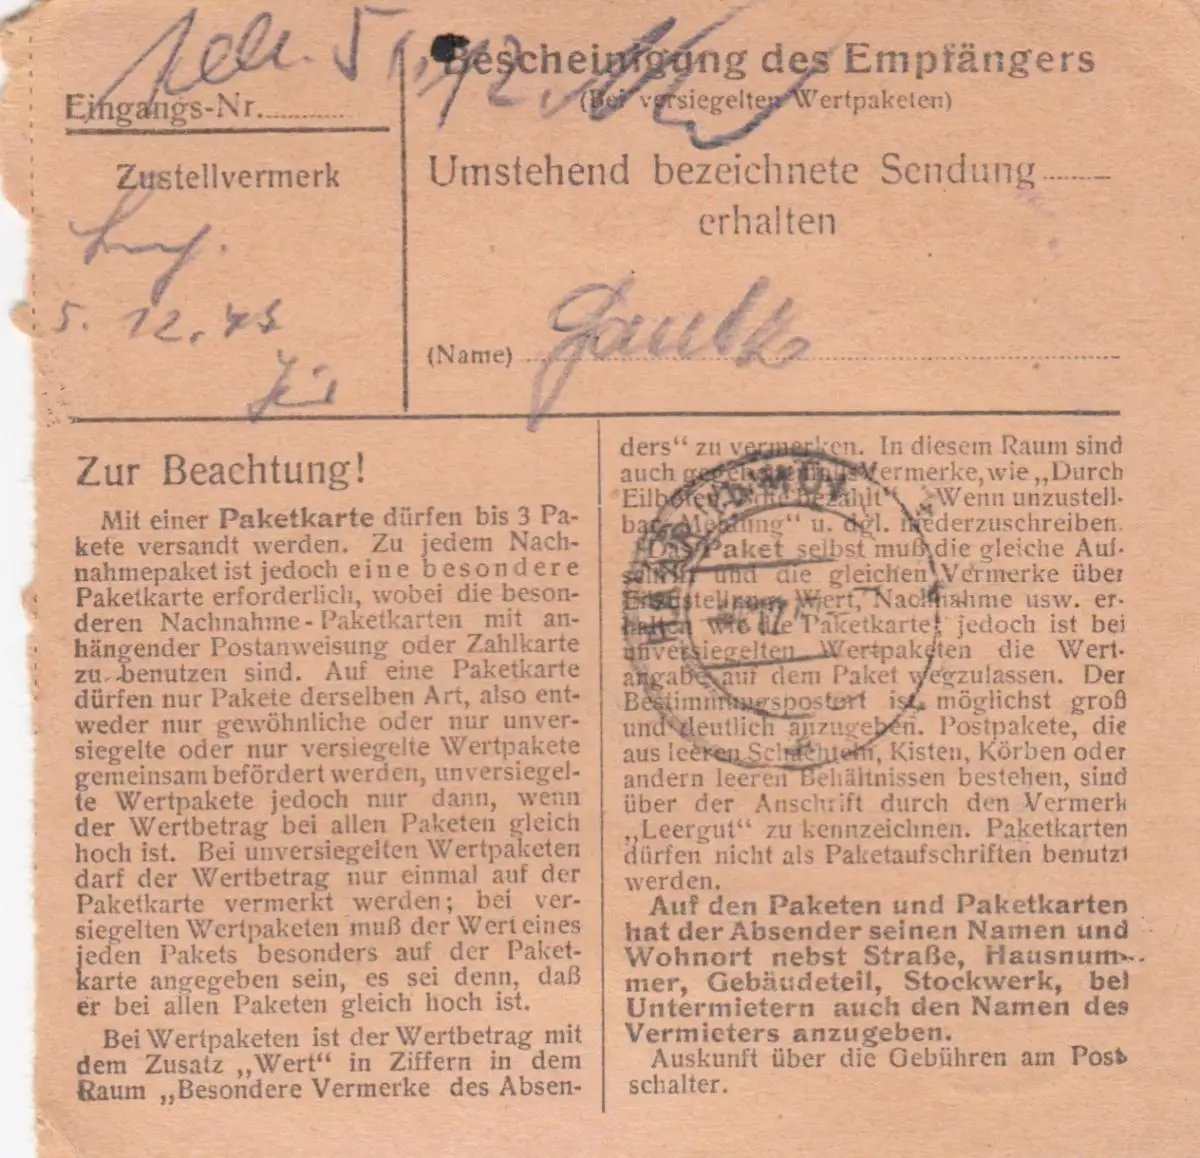 Eingangs-Nr.
Bescheinigung des Empfängers
(Bei versiegelten Wertpaketen)
Zustellvermerk
5. 12. 43
Umstehend bezeichnete Sendung
erhalten
(Name)
Zur Beachtung!
Mit einer Paketkarte dürfen bis 3 Pa-
kete versandt werden. Zu jedem Nach-
nahmepaket ist jedoch eine besondere
Paketkarte erforderlich, wobei die beson-
deren Nachnahme-Paketkarten mit an-
hängender Postanweisung oder Zahlkarte
zu benutzen sind. Auf eine Paketkarte
dürfen nur Pakete derselben Art, also ent-
weder nur gewöhnliche oder nur unver-
siegelte oder nur versiegelte Wertpakete
gemeinsam befördert werden, unversiegel-
te Wertpakete jedoch nur dann, wenn
der Wertbetrag bei allen Paketen gleich
hoch ist. Bei unversiegelten Wertpaketen
darf der Wertbetrag nur einmal auf der
Paketkarte vermerkt werden; bei ver-
siegelten Wertpaketen muß der Wert eines
jeden Pakets besonders auf der Paket-
karte angegeben sein, es sei denn, daß
er bei allen Paketen gleich hoch ist.
Bei Wertpaketen ist der Wertbetrag mit
dem Zusatz „Wert“ in Ziffern in dem
Raum „Besondere Vermerke des Absen-
ders“ zu vermerken. In diesem Raum sind
auch Vermerke, wie „Durch
Eilboten“ „Wenn unzustell-
bar, Meldung“ u. dgl. niederzuschreiben.
Das Paket selbst muß die gleiche Auf-
schrift und die gleichen Vermerke über
Eilzustellung, Wert, Nachnahme usw. er-
halten wie die Paketkarte, jedoch ist bei
unversiegelten Wertpaketen die Wert-
angabe auf dem Paket wegzulassen. Der
Bestimmungspostort ist möglichst groß
und deutlich anzugeben. Postpakete, die
aus leeren Schachteln, Kisten, Körben oder
andern leeren Behältnissen bestehen, sind
über der Anschrift durch den Vermerk
„Leergut“ zu kennzeichnen. Paketkarten
dürfen nicht als Paketaufschriften benutzt
werden.
Auf den Paketen und Paketkarten
hat der Absender seinen Namen und
Wohnort nebst Straße, Hausnum-
mer, Gebäudeteil, Stockwerk, bei
Untermietern auch den Namen des
Vermieters anzugeben.
Auskunft über die Gebühren am Post
schalter.